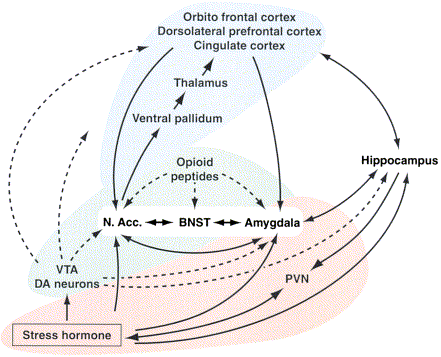 Orbito frontal cortex
Dorsolateral prefrontal cortex
Cingulate cortex
Thalamus
Ventral pallidum
Opioid
peptides
Hippocampus
N. Acc.
BNST
Amygdala
VTA
DA neurons
PVN
Stress hormone